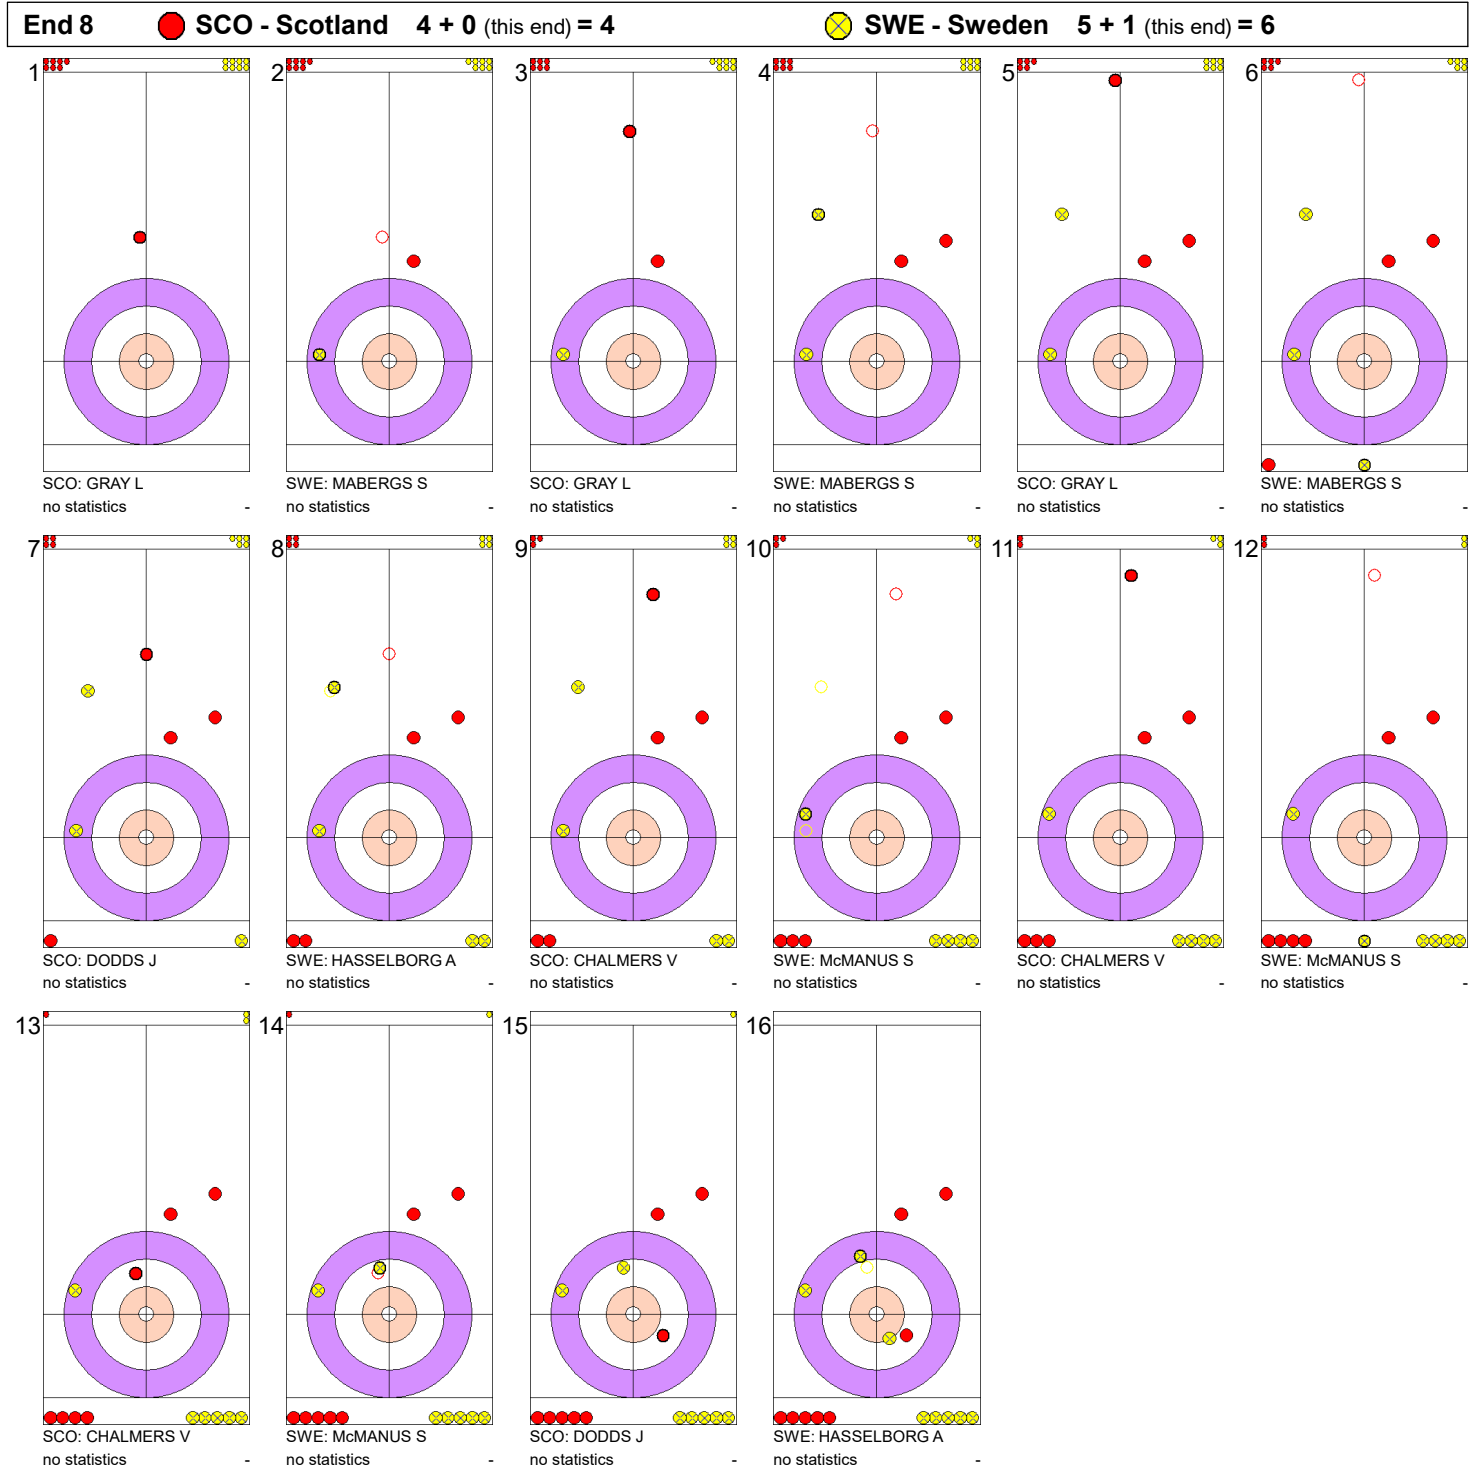 End 8 SCO - Scotland 4 + 0 (this end) = 4 SWE - Sweden 5 + 1 (this end) = 6
1 2 3 4 5 6
SCO: GRAY L SWE: MABERGS S SCO: GRAY L SWE: MABERGS S SCO: GRAY L SWE: MABERGS S
no statistics - no statistics - no statistics - no statistics - no statistics - no statistics -
7 8 9 10 11 12
SCO: DODDS J SWE: HASSELBORG A SCO: CHALMERS V SWE: McMANUS S SCO: CHALMERS V SWE: McMANUS S
no statistics - no statistics - no statistics - no statistics - no statistics - no statistics -
13 14 15 16
SCO: CHALMERS V SWE: McMANUS S SCO: DODDS J SWE: HASSELBORG A
no statistics - no statistics - no statistics - no statistics -